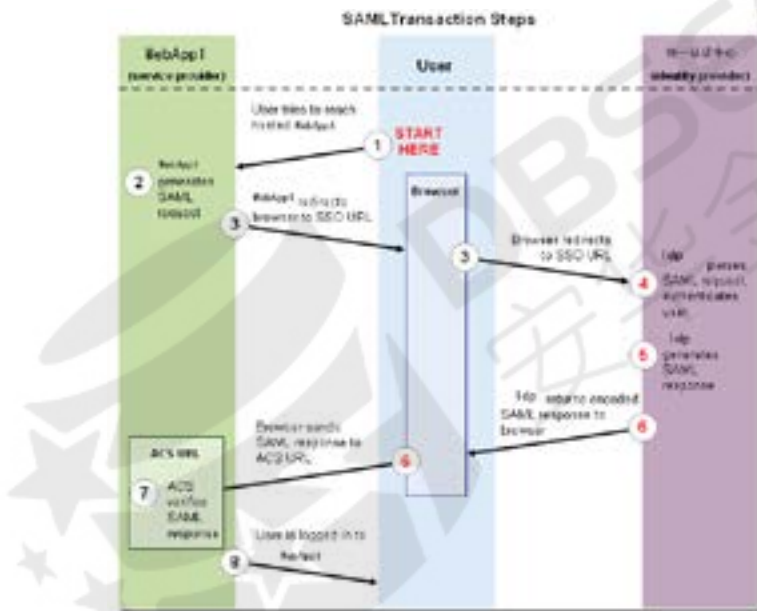 SAML Transaction Steps
WebApp1
(service provider)
User
identity provider)
User tries to reach
hosted WebApp1
1
START
HERE
2
WebApp1
generates
SAML
request
3
WebApp1 redirects
browser to SSO URL
Browser
3
Browser redirects
to SSO URL
4
Idp parses
SAML request,
authenticates
user.
5
Idp
generates
SAML
response
Idp returns encoded
SAML response to
browser
6
Browser sends
SAML response to
ACS URL
6
ACS URL
7
ACS
verifies
SAML
response
User is logged in to
8
DBSC
安华金